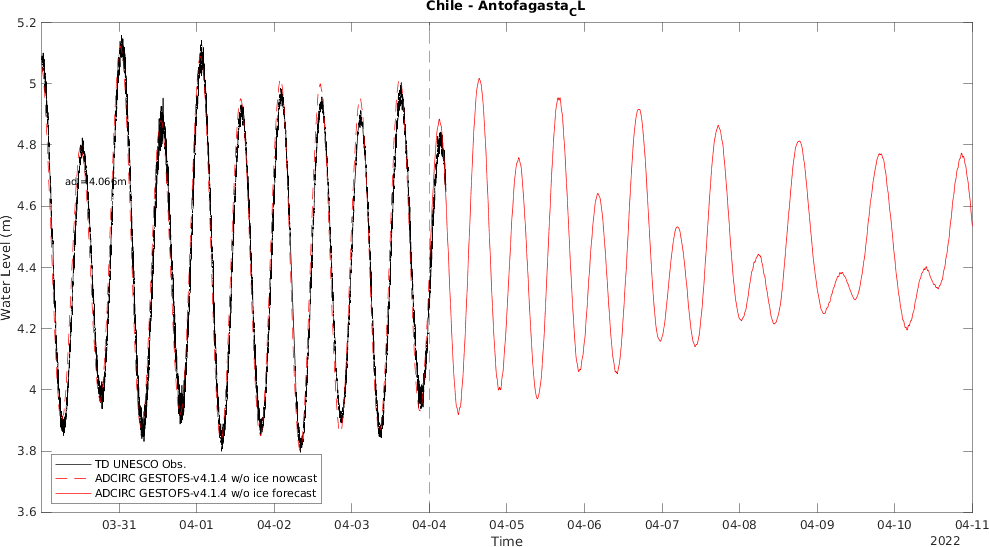 Chile - Antofagasta_CL
5.2
5
4.8
4.6
4.4
4.2
4
3.8
3.6
Water Level (m)
adj=4.066m
TD UNESCO Obs.
ADCIRC GESTOFS-v4.1.4 w/o ice nowcast
ADCIRC GESTOFS-v4.1.4 w/o ice forecast
03-31 04-01 04-02 04-03 04-04 04-05 04-06 04-07 04-08 04-09 04-10 04-11
Time
2022